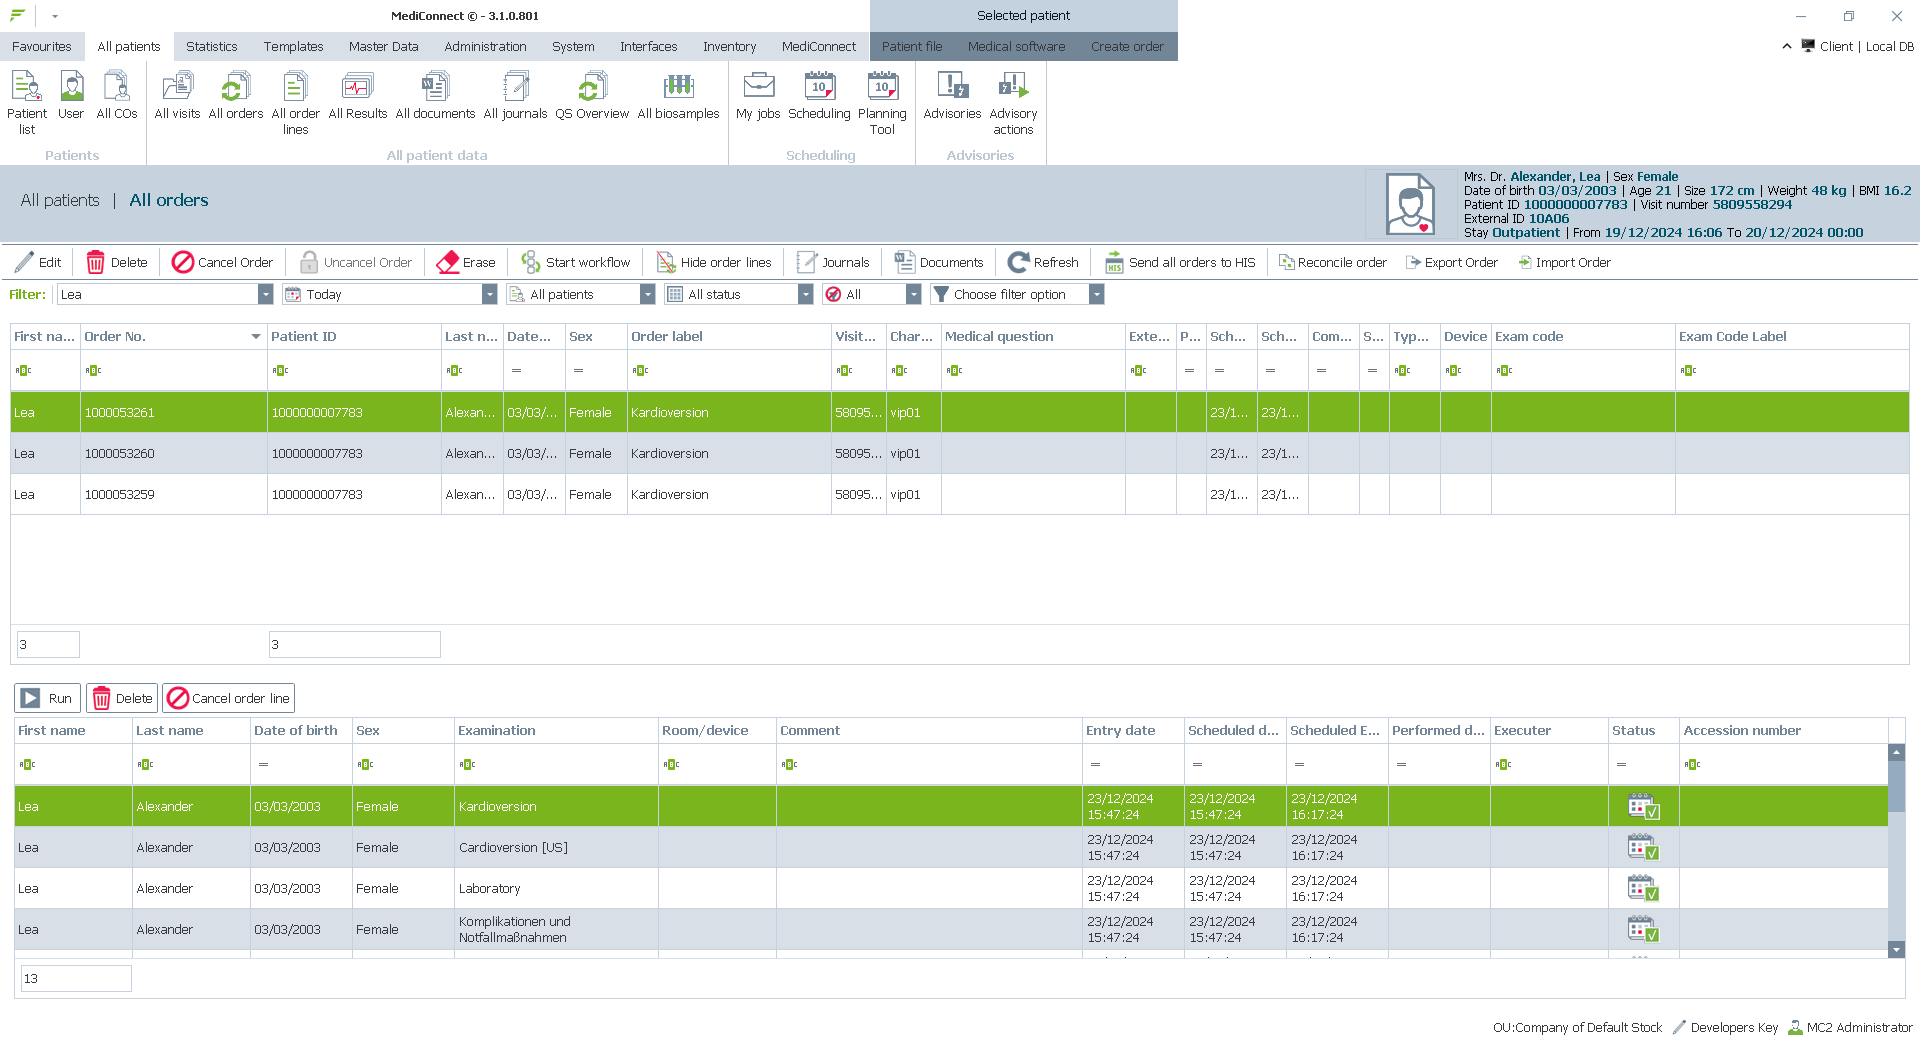 MediConnect © - 3.1.0.801
Selected patient
Favourites All patients Statistics Templates Master Data Administration System Interfaces Inventory MediConnect Patient file Medical software Create order
Client | Local DB
Patient list User All COs All visits All orders All order lines All Results All documents All journals QS Overview All biosamples My jobs Scheduling Planning Tool Advisories Advisory actions
Patients All patient data Scheduling Advisories
All patients | All orders
Mrs. Dr. Alexander, Lea | Sex Female
Date of birth 03/03/2003 | Age 21 | Size 172 cm | Weight 48 kg | BMI 16.2
Patient ID 1000000007783 | Visit number 5809558294
External ID 10A06
Stay Outpatient | From 19/12/2024 16:06 To 20/12/2024 00:00
Edit Delete Cancel Order Uncancel Order Erase Start workflow Hide order lines Journals Documents Refresh Send all orders to HIS Reconcile order Export Order Import Order
Filter: Lea Today All patients All status All Choose filter option
First na... Order No. Patient ID Last n... Date... Sex Order label Visit... Char... Medical question Exte... P... Sch... Sch... Com... S... Typ... Device Exam code Exam Code Label
Lea 1000053261 1000000007783 Alexan... 03/03/... Female Kardioversion 58095... vip01 23/1... 23/1...
Lea 1000053260 1000000007783 Alexan... 03/03/... Female Kardioversion 58095... vip01 23/1... 23/1...
Lea 1000053259 1000000007783 Alexan... 03/03/... Female Kardioversion 58095... vip01 23/1... 23/1...
3 3
Run Delete Cancel order line
First name Last name Date of birth Sex Examination Room/device Comment Entry date Scheduled d... Scheduled E... Performed d... Executer Status Accession number
Lea Alexander 03/03/2003 Female Kardioversion 23/12/2024 15:47:24 23/12/2024 15:47:24 23/12/2024 16:17:24
Lea Alexander 03/03/2003 Female Cardioversion [US] 23/12/2024 15:47:24 23/12/2024 15:47:24 23/12/2024 16:17:24
Lea Alexander 03/03/2003 Female Laboratory 23/12/2024 15:47:24 23/12/2024 15:47:24 23/12/2024 16:17:24
Lea Alexander 03/03/2003 Female Komplikationen und Notfallmaßnahmen 23/12/2024 15:47:24 23/12/2024 15:47:24 23/12/2024 16:17:24
13
OU:Company of Default Stock Developers Key MC2 Administrator